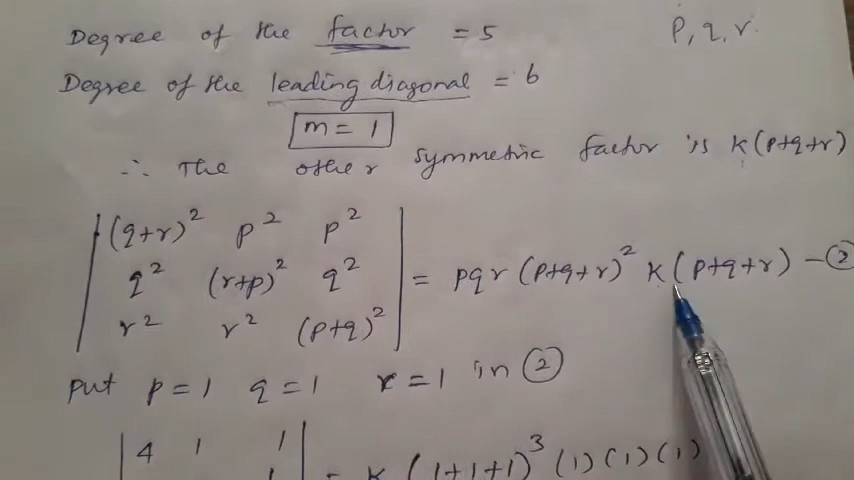 Degree of the factor = 5 P, q, r.
Degree of the leading diagonal = 6
m = 1
∴ The other symmetric factor is K(p+q+r)
| (q+r)² p² p² |
| q² (r+p)² q² | = pqr (p+q+r)² K (p+q+r) — ②
| r² r² (p+q)² |
put p = 1 q = 1 r = 1 in ②
| 4 1 1 | = K (1+1+1)³ (1) (1) (1)